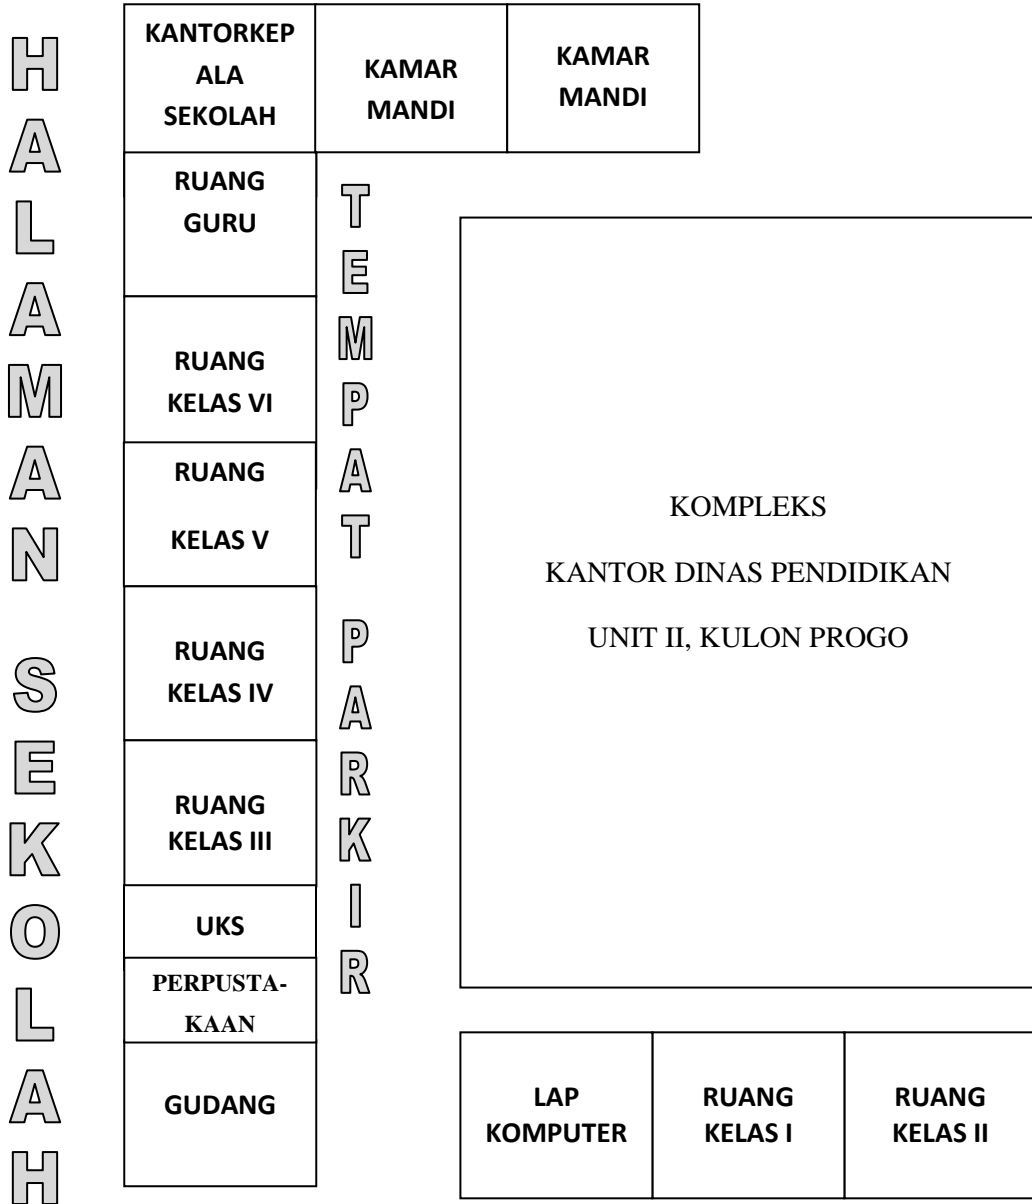 HALAMAN SEKOLAH
KANTORKEP
ALA
SEKOLAH
KAMAR
MANDI
KAMAR
MANDI
RUANG
GURU
TEMPAT PARKIR
RUANG
KELAS VI
RUANG
KELAS V
RUANG
KELAS IV
RUANG
KELAS III
UKS
PERPUSTA-
KAAN
GUDANG
KOMPLEKS
KANTOR DINAS PENDIDIKAN
UNIT II, KULON PROGO
LAP
KOMPUTER
RUANG
KELAS I
RUANG
KELAS II